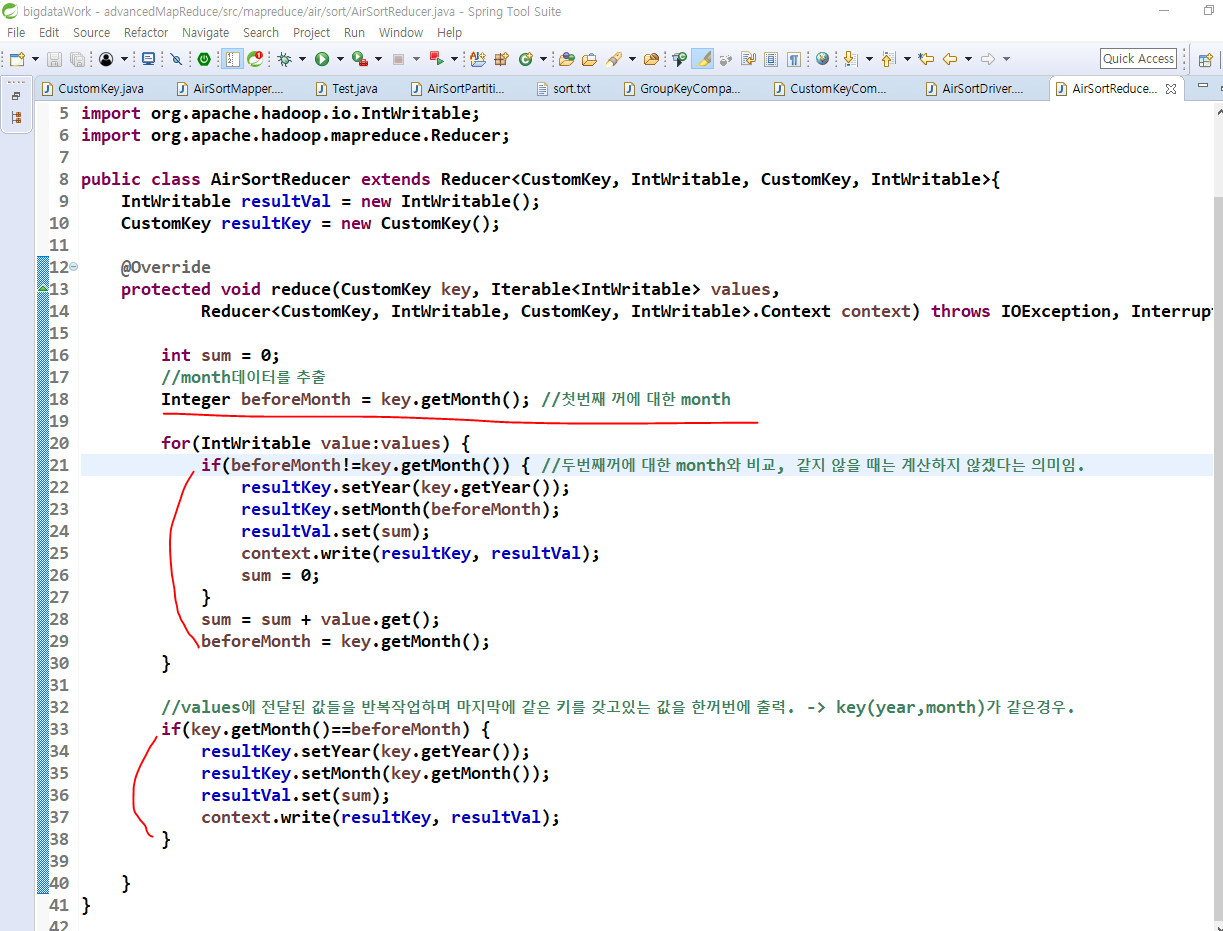 bigdataWork - advancedMapReduce/src/mapreduce/air/sort/AirSortReducer.java - Spring Tool Suite
File Edit Source Refactor Navigate Search Project Run Window Help
Quick Access
CustomKey.java AirSortMapper.... Test.java AirSortPartiti... sort.txt GroupKeyCompa... CustomKeyCom... AirSortDriver.... AirSortReduce...
5 import org.apache.hadoop.io.IntWritable;
6 import org.apache.hadoop.mapreduce.Reducer;
7
8 public class AirSortReducer extends Reducer<CustomKey, IntWritable, CustomKey, IntWritable>{
9 IntWritable resultVal = new IntWritable();
10 CustomKey resultKey = new CustomKey();
11
12 @Override
13 protected void reduce(CustomKey key, Iterable<IntWritable> values,
14 Reducer<CustomKey, IntWritable, CustomKey, IntWritable>.Context context) throws IOException, Interrup
15
16 int sum = 0;
17 //month데이터를 추출
18 Integer beforeMonth = key.getMonth(); //첫번째 꺼에 대한 month
19
20 for(IntWritable value:values) {
21 if(beforeMonth!=key.getMonth()) { //두번째꺼에 대한 month와 비교, 같지 않을 때는 계산하지 않겠다는 의미임.
22 resultKey.setYear(key.getYear());
23 resultKey.setMonth(beforeMonth);
24 resultVal.set(sum);
25 context.write(resultKey, resultVal);
26 sum = 0;
27 }
28 sum = sum + value.get();
29 beforeMonth = key.getMonth();
30 }
31
32 //values에 전달된 값들을 반복작업하며 마지막에 같은 키를 갖고있는 값을 한꺼번에 출력. -> key(year,month)가 같은경우.
33 if(key.getMonth()==beforeMonth) {
34 resultKey.setYear(key.getYear());
35 resultKey.setMonth(key.getMonth());
36 resultVal.set(sum);
37 context.write(resultKey, resultVal);
38 }
39
40 }
41 }
42